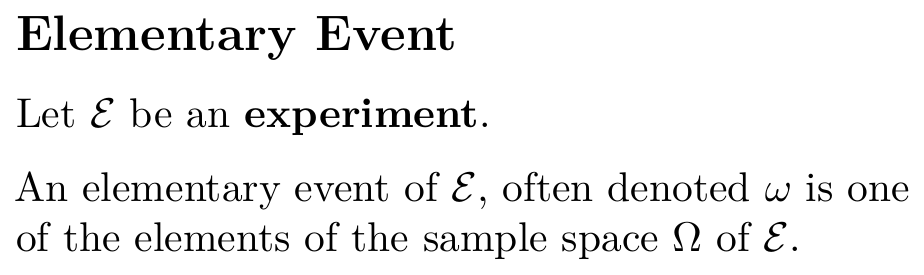 Elementary Event
Let ℰ be an experiment.
An elementary event of ℰ, often denoted ω is one
of the elements of the sample space Ω of ℰ.